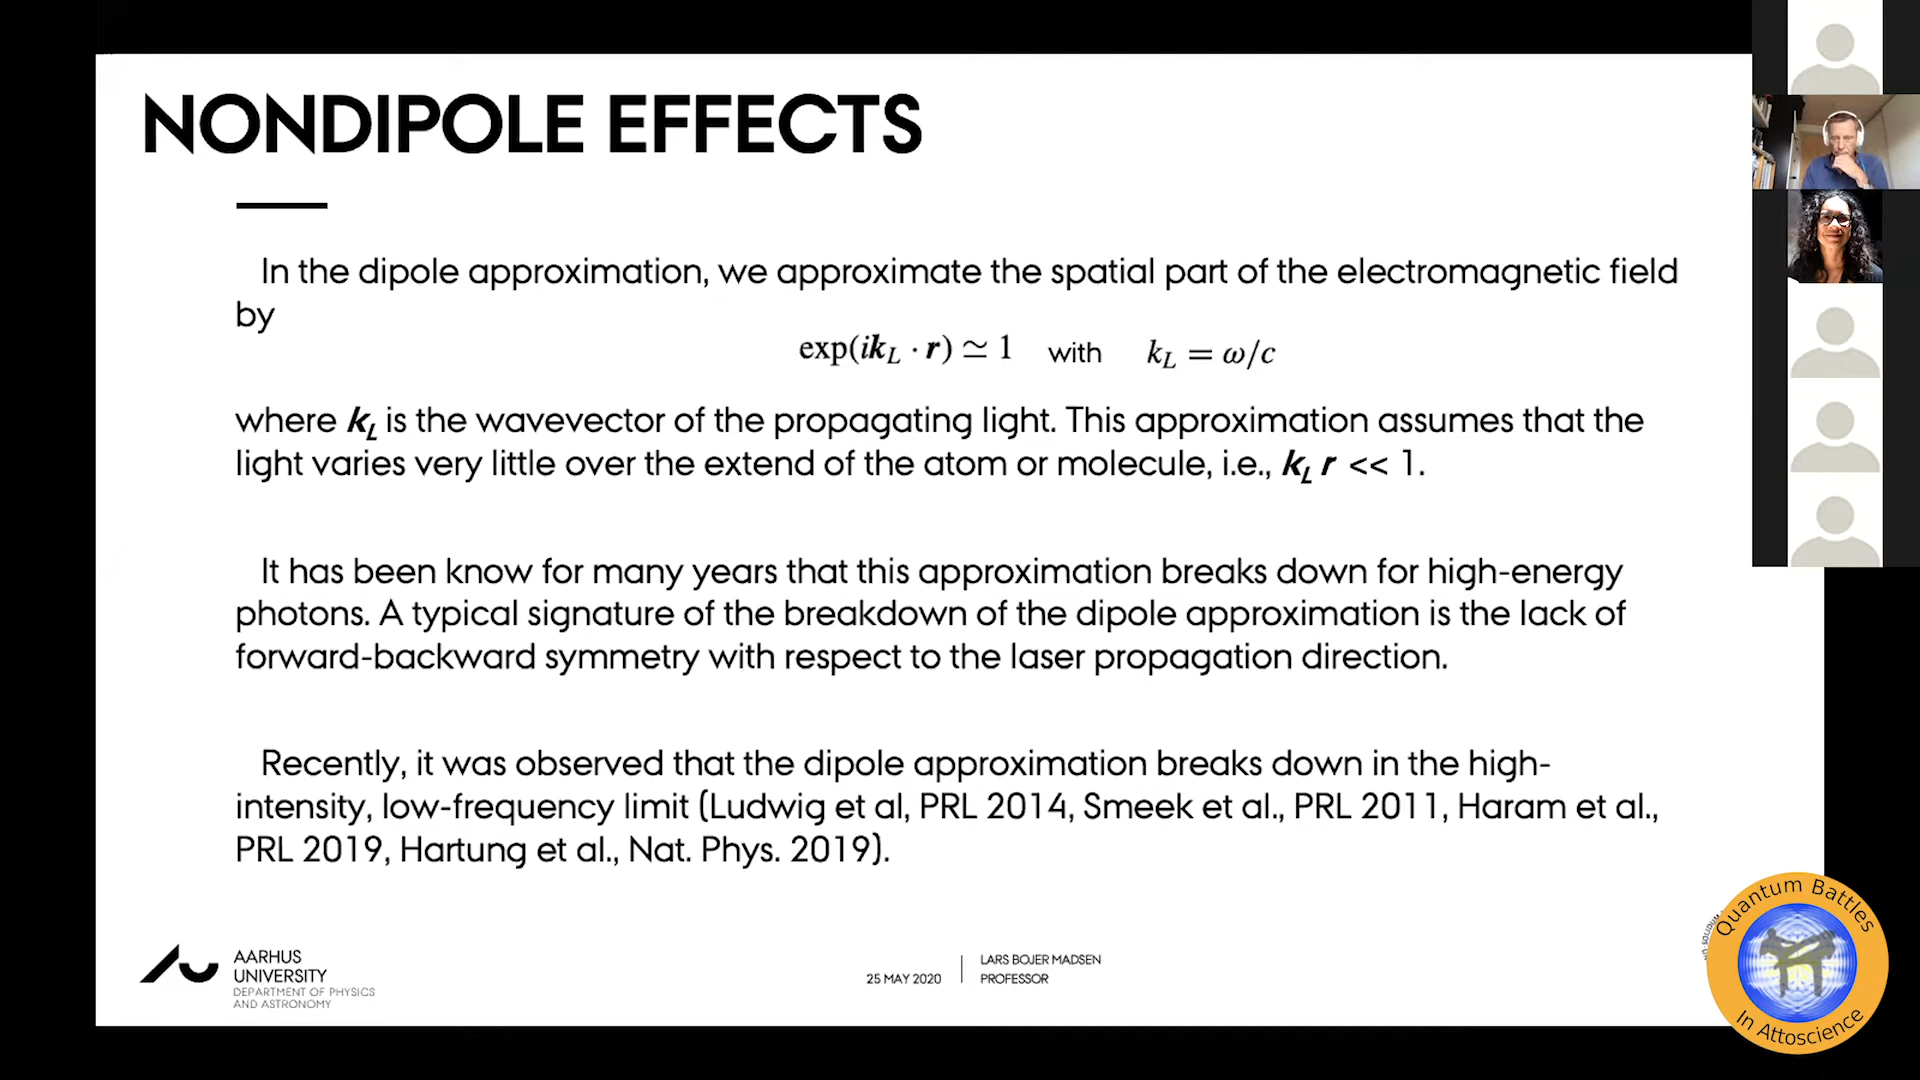 NONDIPOLE EFFECTS
In the dipole approximation, we approximate the spatial part of the electromagnetic field
by
exp(ik_L · r) ≃ 1 with k_L = ω/c
where k_L is the wavevector of the propagating light. This approximation assumes that the
light varies very little over the extend of the atom or molecule, i.e., k_L r << 1.
It has been know for many years that this approximation breaks down for high-energy
photons. A typical signature of the breakdown of the dipole approximation is the lack of
forward-backward symmetry with respect to the laser propagation direction.
Recently, it was observed that the dipole approximation breaks down in the high-
intensity, low-frequency limit (Ludwig et al, PRL 2014, Smeek et al., PRL 2011, Haram et al.,
PRL 2019, Hartung et al., Nat. Phys. 2019).
AARHUS
UNIVERSITY
DEPARTMENT OF PHYSICS
AND ASTRONOMY
25 MAY 2020
LARS BOJER MADSEN
PROFESSOR
Quantum Battles
In Attoscience